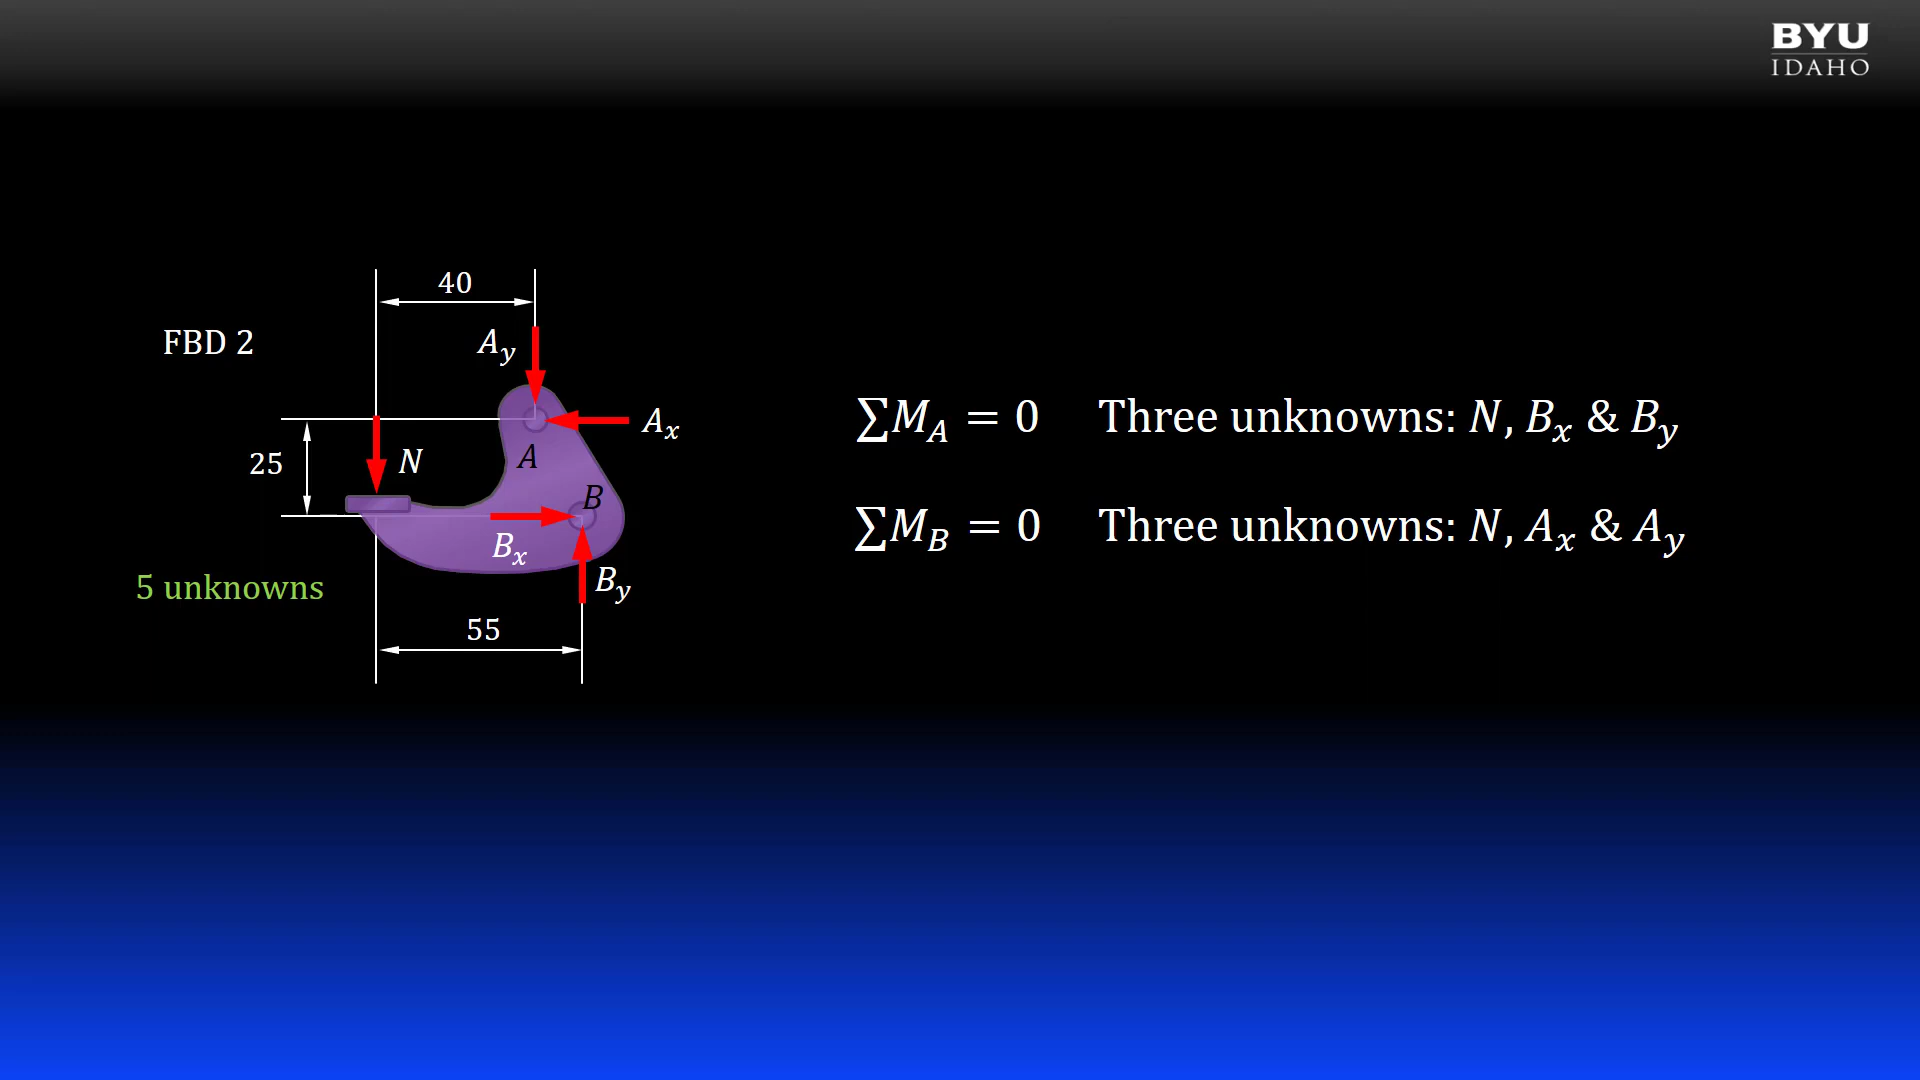 BYU
IDAHO
40
FBD 2
A_y
A_x
25
N
A
B
B_x
B_y
5 unknowns
55
∑M_A = 0 Three unknowns: N, B_x & B_y
∑M_B = 0 Three unknowns: N, A_x & A_y